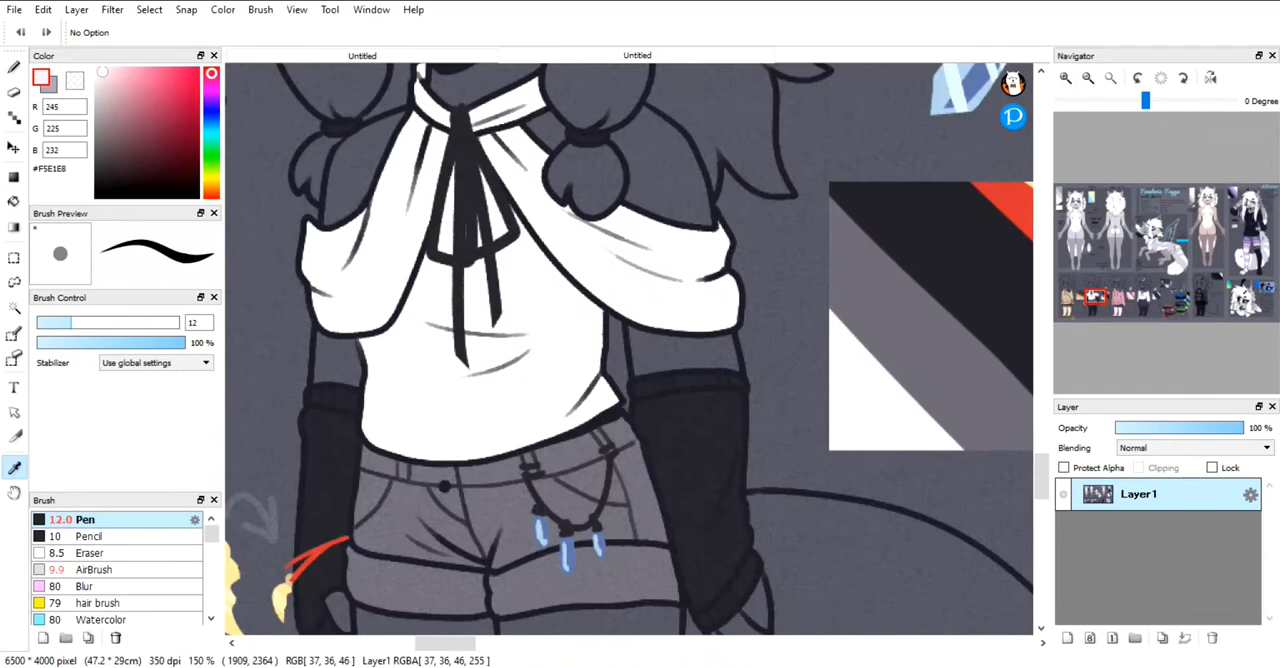 File Edit Layer Filter Select Snap Color Brush View Tool Window Help
No Option
Color
R 245
G 225
B 232
#F5E1E8
Brush Preview
Brush Control
12
100 %
Stabilizer Use global settings
Brush
12.0 Pen
10 Pencil
8.5 Eraser
9.9 AirBrush
80 Blur
79 hair brush
80 Watercolor
Untitled Untitled
Navigator
0 Degree
Layer
Opacity 100 %
Blending Normal
Protect Alpha Clipping Lock
Layer1
6500 * 4000 pixel (47.2 * 29cm) 350 dpi 150 % ( 1909, 2364 ) RGB[ 37, 36, 46] Layer1 RGBA[ 37, 36, 46, 255 ]